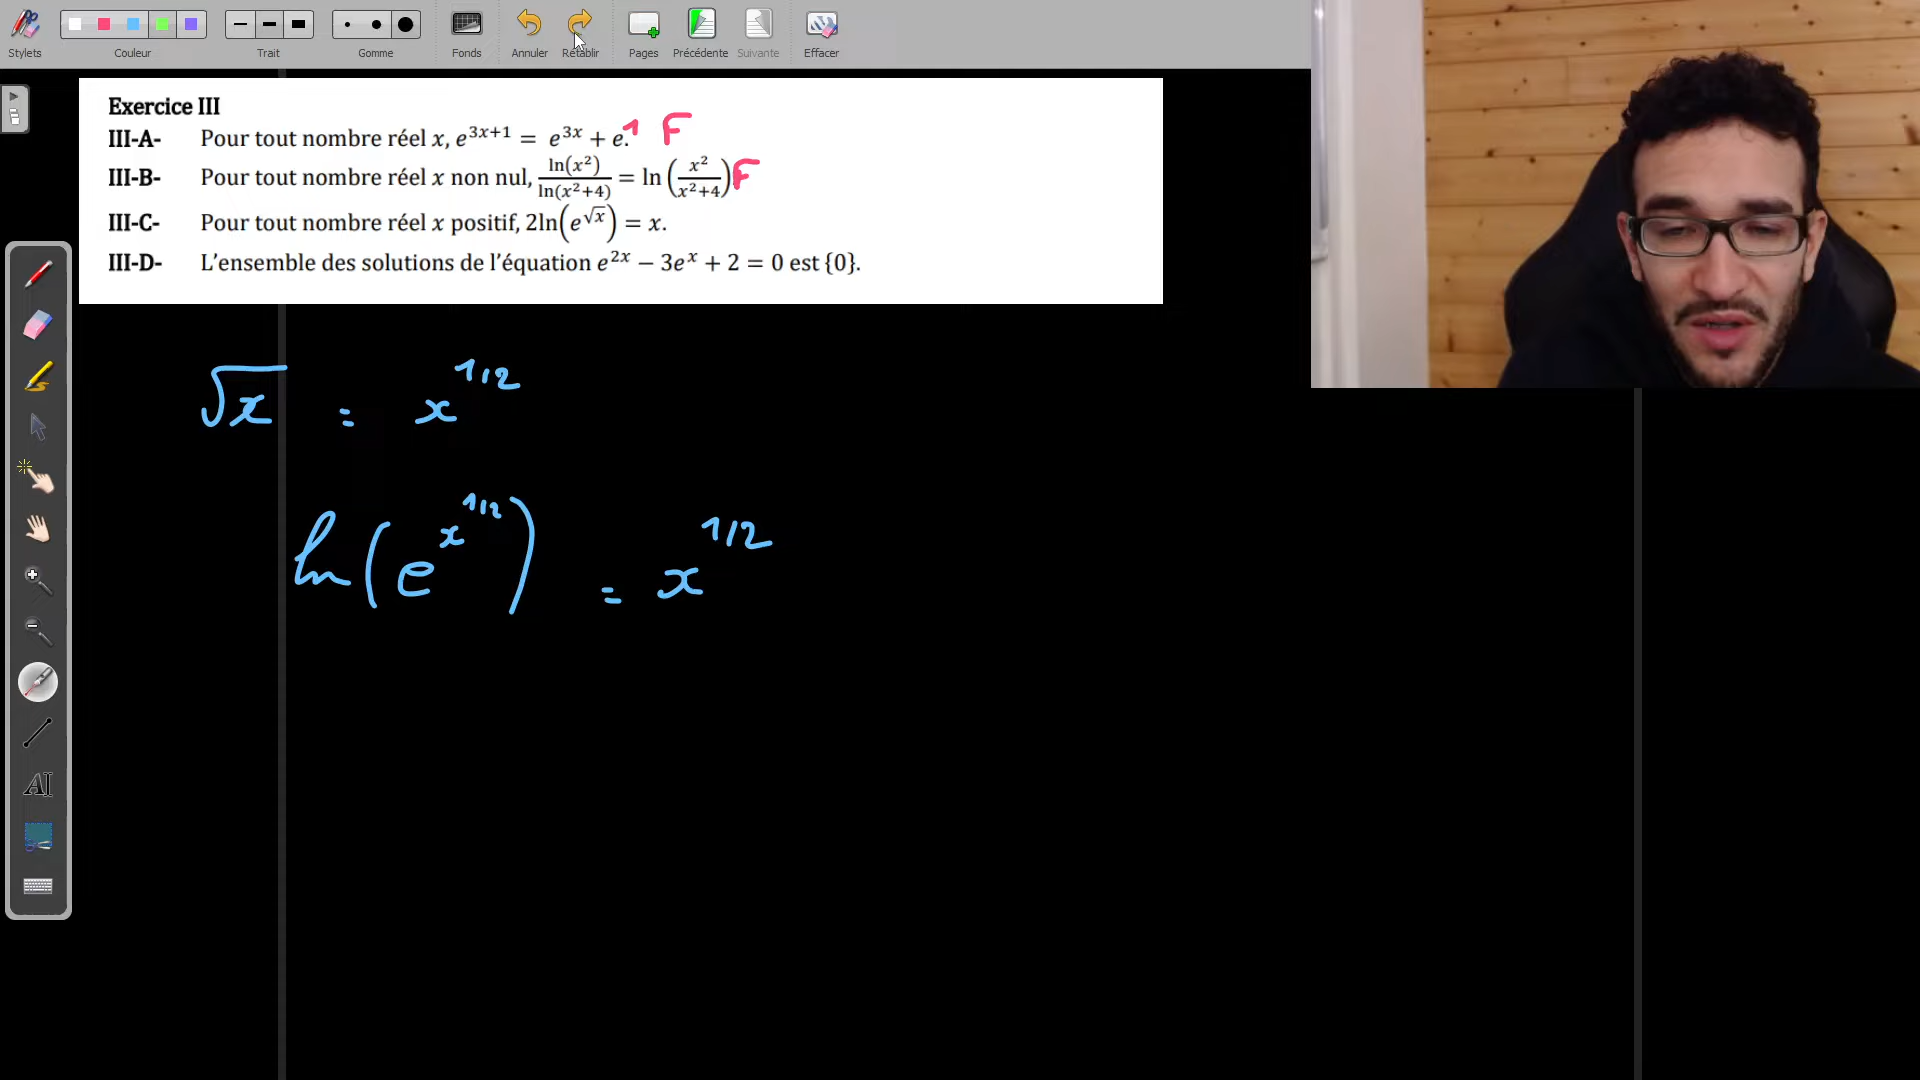 Stylets Couleur Trait Gomme Fonds Annuler Rétablir Pages Précédente Suivante Effacer
Exercice III
III-A- Pour tout nombre réel x, e^{3x+1} = e^{3x} + e.^1 F
III-B- Pour tout nombre réel x non nul, \frac{ln(x²)}{ln(x²+4)} = ln(\frac{x²}{x²+4}) F
III-C- Pour tout nombre réel x positif, 2ln(e^{√x}) = x.
III-D- L’ensemble des solutions de l’équation e^{2x} − 3e^x + 2 = 0 est {0}.
√x = x^{1/2}
ln(e^{x^{1/2}}) = x^{1/2}
AI